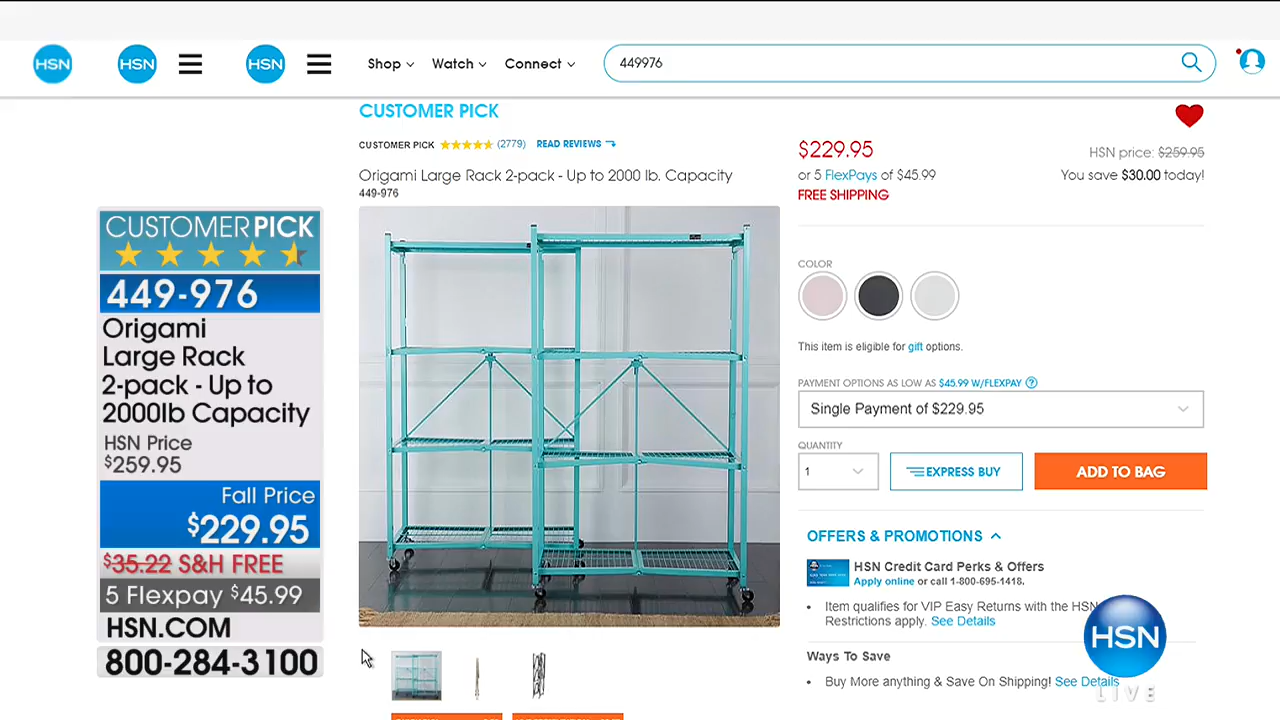 HSN
HSN
HSN
Shop
Watch
Connect
449976
CUSTOMER PICK
CUSTOMER PICK (2779) READ REVIEWS
Origami Large Rack 2-pack - Up to 2000 lb. Capacity
449-976
$229.95
HSN price: $259.95
or 5 FlexPays of $45.99
You save $30.00 today!
FREE SHIPPING
CUSTOMERPICK
449-976
Origami
Large Rack
2-pack - Up to
2000lb Capacity
HSN Price
$259.95
Fall Price
$229.95
$35.22 S&H FREE
5 Flexpay $45.99
HSN.COM
800-284-3100
COLOR
This item is eligible for gift options.
PAYMENT OPTIONS AS LOW AS $45.99 W/FLEXPAY ?
Single Payment of $229.95
QUANTITY
1
EXPRESS BUY
ADD TO BAG
OFFERS & PROMOTIONS
HSN Credit Card Perks & Offers
Apply online or call 1-800-695-1418.
• Item qualifies for VIP Easy Returns with the HSN
Restrictions apply. See Details
Ways To Save
• Buy More anything & Save On Shipping! See Details
HSN
LIVE